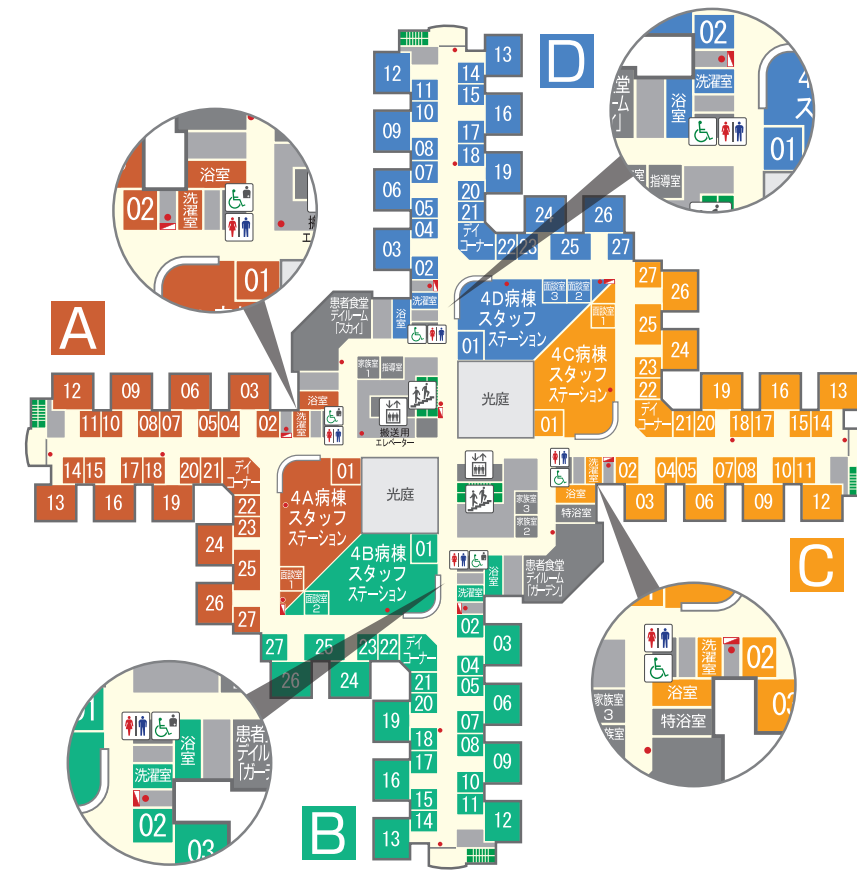 12
13
14
15
11
10
16
09
17
08
18
07
06
19
20
21
05
04
03
デイ
コーナー
22
23
24
25
26
27
02
洗濯室
浴室
患者食堂
デイルーム
「スカイ」
家族室
1
指導室
搬送用
エレベーター
4D病棟
スタッフ
ステーション
面談室
3
面談室
2
01
面談室
1
4C病棟
スタッフ
ステーション
01
光庭
D
02
洗濯室
浴室
01
指導室
浴室
02
洗濯室
01
A
12
09
06
03
11
10
08
07
05
04
02
洗濯室
浴室
14
15
17
18
20
21
デイ
コーナー
13
16
19
22
23
24
25
26
27
01
4A病棟
スタッフ
ステーション
面談室
1
光庭
4B病棟
スタッフ
ステーション
01
面談室
2
27
26
25
24
23
22
デイ
コーナー
19
16
13
12
デイ
コーナー
22
23
24
25
26
27
21
20
18
17
15
14
02
04
05
07
08
10
11
03
06
09
12
洗濯室
浴室
特浴室
家族室
3
家族室
2
患者食堂
デイルーム
「ガーデン」
C
洗濯室
02
浴室
特浴室
家族室
3
03
浴室
洗濯室
02
03
04
05
06
07
08
09
10
11
12
21
20
19
18
17
16
15
14
13
B
浴室
洗濯室
02
03